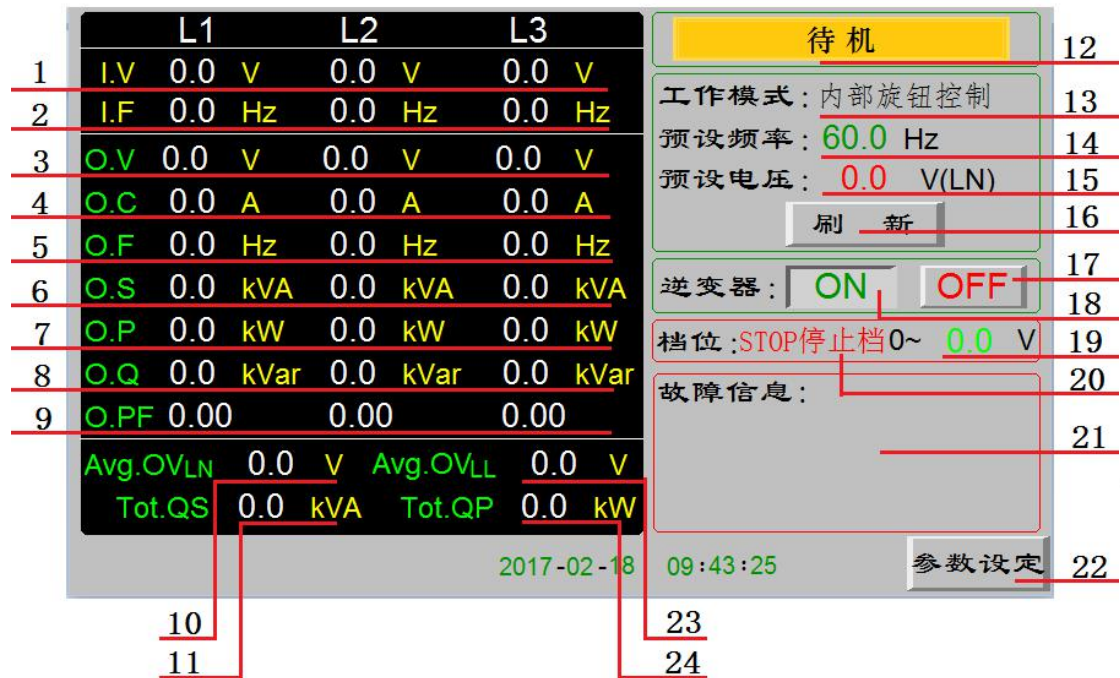 L1 L2 L3
I.V 0.0 V 0.0 V 0.0 V
I.F 0.0 Hz 0.0 Hz 0.0 Hz
O.V 0.0 V 0.0 V 0.0 V
O.C 0.0 A 0.0 A 0.0 A
O.F 0.0 Hz 0.0 Hz 0.0 Hz
O.S 0.0 kVA 0.0 kVA 0.0 kVA
O.P 0.0 kW 0.0 kW 0.0 kW
O.Q 0.0 kVar 0.0 kVar 0.0 kVar
O.PF 0.00 0.00 0.00
Avg.OVLN 0.0 V Avg.OVLL 0.0 V
Tot.QS 0.0 kVA Tot.QP 0.0 kW
待机
工作模式:内部旋钮控制
预设频率:60.0 Hz
预设电压:0.0 V(LN)
刷 新
逆变器:ON OFF
档位:STOP停止档0~ 0.0 V
故障信息:
2017-02-18 09:43:25 参数设定
1
2
3
4
5
6
7
8
9
10
11
12
13
14
15
16
17
18
19
20
21
22
23
24